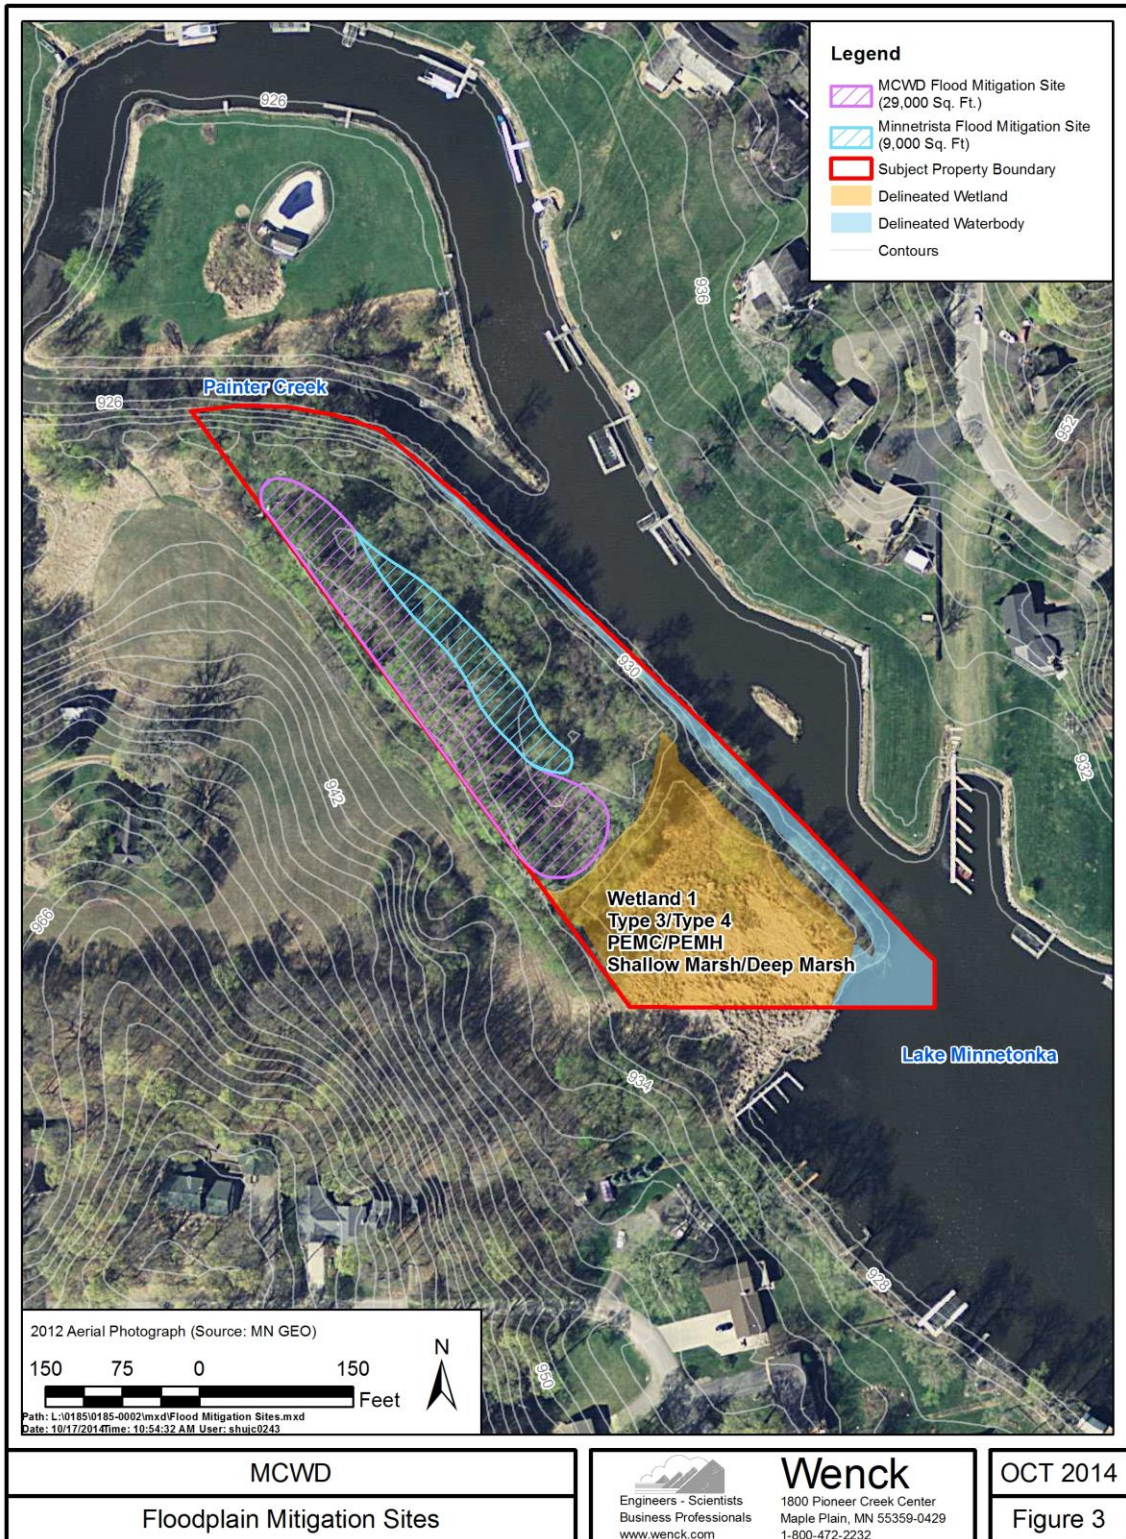 Legend
MCWD Flood Mitigation Site
(29,000 Sq. Ft.)
Minnetrista Flood Mitigation Site
(9,000 Sq. Ft)
Subject Property Boundary
Delineated Wetland
Delineated Waterbody
Contours
926
936
Painter Creek
926
952
930
932
942
966
Wetland 1
Type 3/Type 4
PEMC/PEMH
Shallow Marsh/Deep Marsh
Lake Minnetonka
934
928
950
2012 Aerial Photograph (Source: MN GEO)
N
150 75 0 150
Feet
Path: L:\0185\0185-0002\mxd\Flood Mitigation Sites.mxd
Date: 10/17/2014Time: 10:54:32 AM User: shujc0243
MCWD
Floodplain Mitigation Sites
Engineers - Scientists
Business Professionals
www.wenck.com
Wenck
1800 Pioneer Creek Center
Maple Plain, MN 55359-0429
1-800-472-2232
OCT 2014
Figure 3